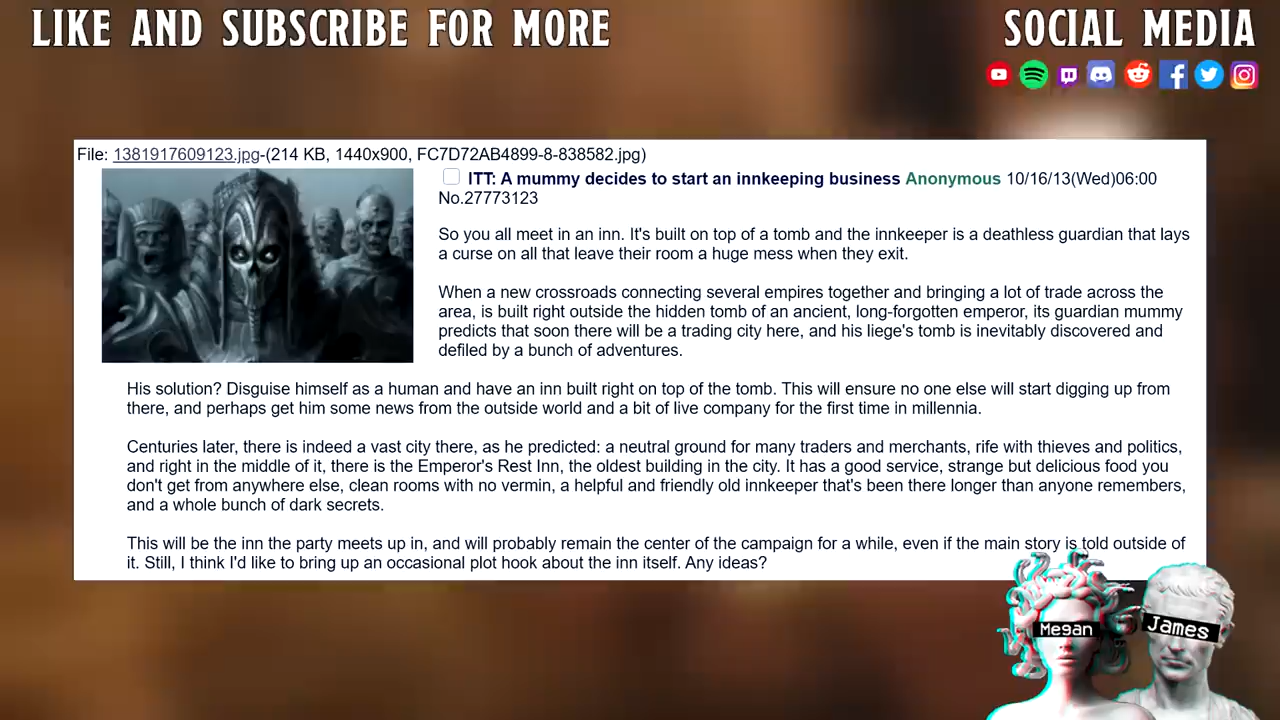 LIKE AND SUBSCRIBE FOR MORE
SOCIAL MEDIA
File: 1381917609123.jpg-(214 KB, 1440x900, FC7D72AB4899-8-838582.jpg)
ITT: A mummy decides to start an innkeeping business Anonymous 10/16/13(Wed)06:00
No.27773123
So you all meet in an inn. It's built on top of a tomb and the innkeeper is a deathless guardian that lays
a curse on all that leave their room a huge mess when they exit.
When a new crossroads connecting several empires together and bringing a lot of trade across the
area, is built right outside the hidden tomb of an ancient, long-forgotten emperor, its guardian mummy
predicts that soon there will be a trading city here, and his liege's tomb is inevitably discovered and
defiled by a bunch of adventures.
His solution? Disguise himself as a human and have an inn built right on top of the tomb. This will ensure no one else will start digging up from
there, and perhaps get him some news from the outside world and a bit of live company for the first time in millennia.
Centuries later, there is indeed a vast city there, as he predicted: a neutral ground for many traders and merchants, rife with thieves and politics,
and right in the middle of it, there is the Emperor's Rest Inn, the oldest building in the city. It has a good service, strange but delicious food you
don't get from anywhere else, clean rooms with no vermin, a helpful and friendly old innkeeper that's been there longer than anyone remembers,
and a whole bunch of dark secrets.
This will be the inn the party meets up in, and will probably remain the center of the campaign for a while, even if the main story is told outside of
it. Still, I think I'd like to bring up an occasional plot hook about the inn itself. Any ideas?
Megan
James